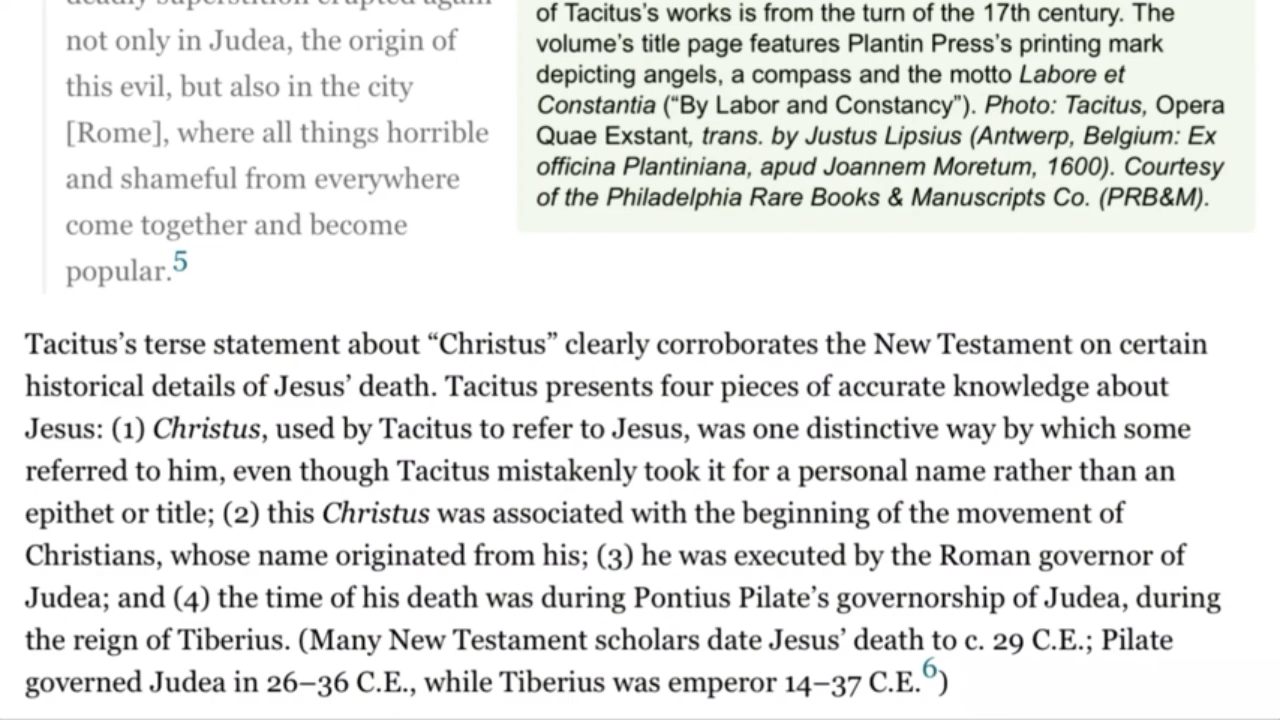 deadly superstition erupted again
not only in Judea, the origin of
this evil, but also in the city
[Rome], where all things horrible
and shameful from everywhere
come together and become
popular.5
of Tacitus’s works is from the turn of the 17th century. The
volume’s title page features Plantin Press’s printing mark
depicting angels, a compass and the motto Labore et
Constantia (“By Labor and Constancy”). Photo: Tacitus, Opera
Quae Exstant, trans. by Justus Lipsius (Antwerp, Belgium: Ex
officina Plantiniana, apud Joannem Moretum, 1600). Courtesy
of the Philadelphia Rare Books & Manuscripts Co. (PRB&M).
Tacitus’s terse statement about “Christus” clearly corroborates the New Testament on certain
historical details of Jesus’ death. Tacitus presents four pieces of accurate knowledge about
Jesus: (1) Christus, used by Tacitus to refer to Jesus, was one distinctive way by which some
referred to him, even though Tacitus mistakenly took it for a personal name rather than an
epithet or title; (2) this Christus was associated with the beginning of the movement of
Christians, whose name originated from his; (3) he was executed by the Roman governor of
Judea; and (4) the time of his death was during Pontius Pilate’s governorship of Judea, during
the reign of Tiberius. (Many New Testament scholars date Jesus’ death to c. 29 C.E.; Pilate
governed Judea in 26–36 C.E., while Tiberius was emperor 14–37 C.E.6)